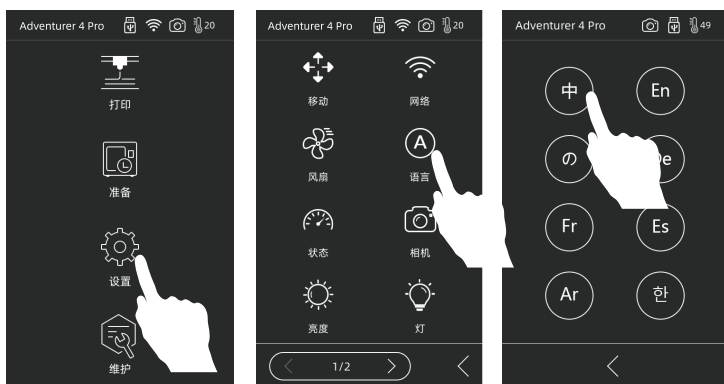 Adventurer 4 Pro 20
打印
准备
设置
维护
Adventurer 4 Pro 20
移动 网络
A
风扇 语言
状态 相机
亮度 灯
1/2
Adventurer 4 Pro 49
中 En
の De
Fr Es
Ar 한